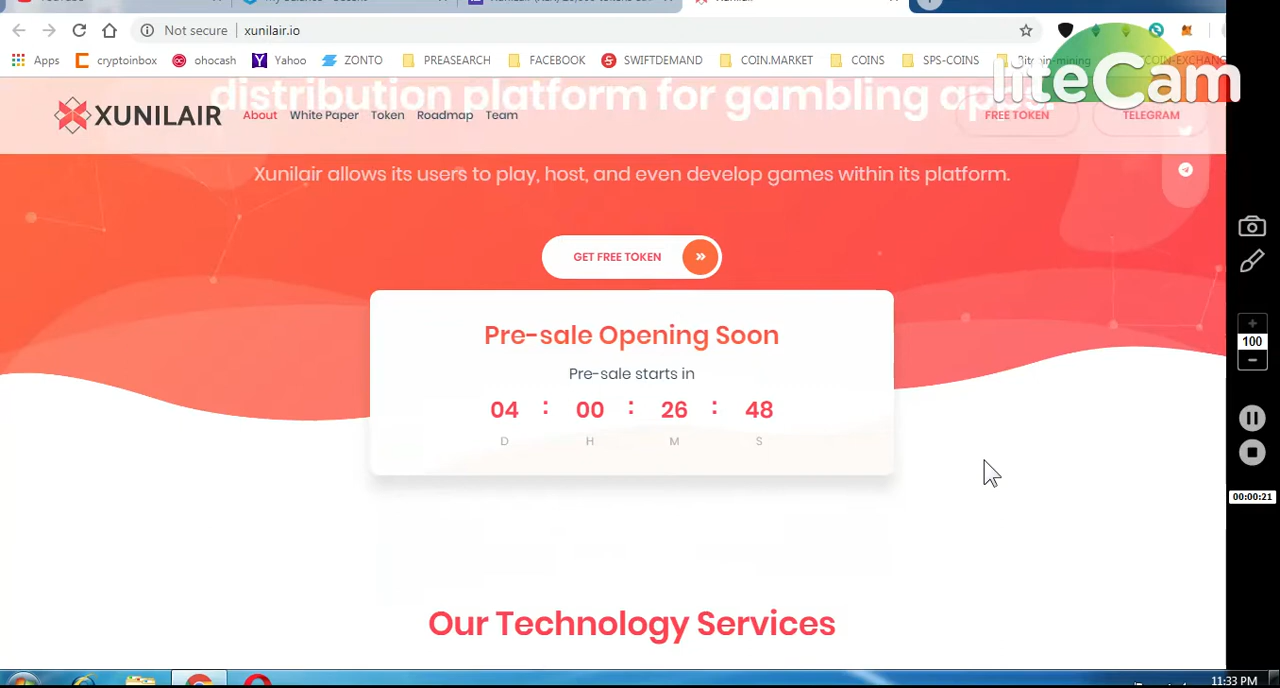 Not secure
xunilair.io
Apps
cryptoinbox
ohocash
Yahoo
ZONTO
PREASEARCH
FACEBOOK
SWIFTDEMAND
COIN.MARKET
COINS
SPS-COINS
liteCam
distribution platform for gambling apps.
XUNILAIR
About
White Paper
Token
Roadmap
Team
FREE TOKEN
TELEGRAM
Xunilair allows its users to play, host, and even develop games within its platform.
GET FREE TOKEN
Pre-sale Opening Soon
Pre-sale starts in
04 : 00 : 26 : 48
D H M S
Our Technology Services
100
00:00:21
11:33 PM